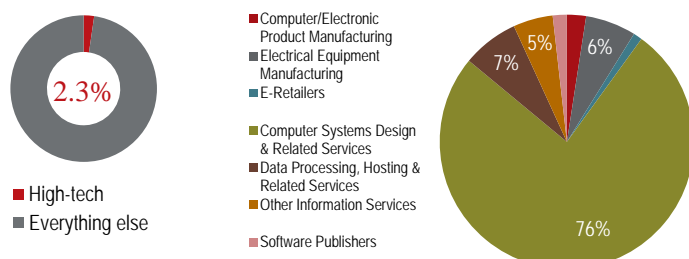 2.3%
High-tech
Everything else
Computer/Electronic
Product Manufacturing
Electrical Equipment
Manufacturing
E-Retailers
Computer Systems Design
& Related Services
Data Processing, Hosting &
Related Services
Other Information Services
Software Publishers
5%
6%
7%
76%